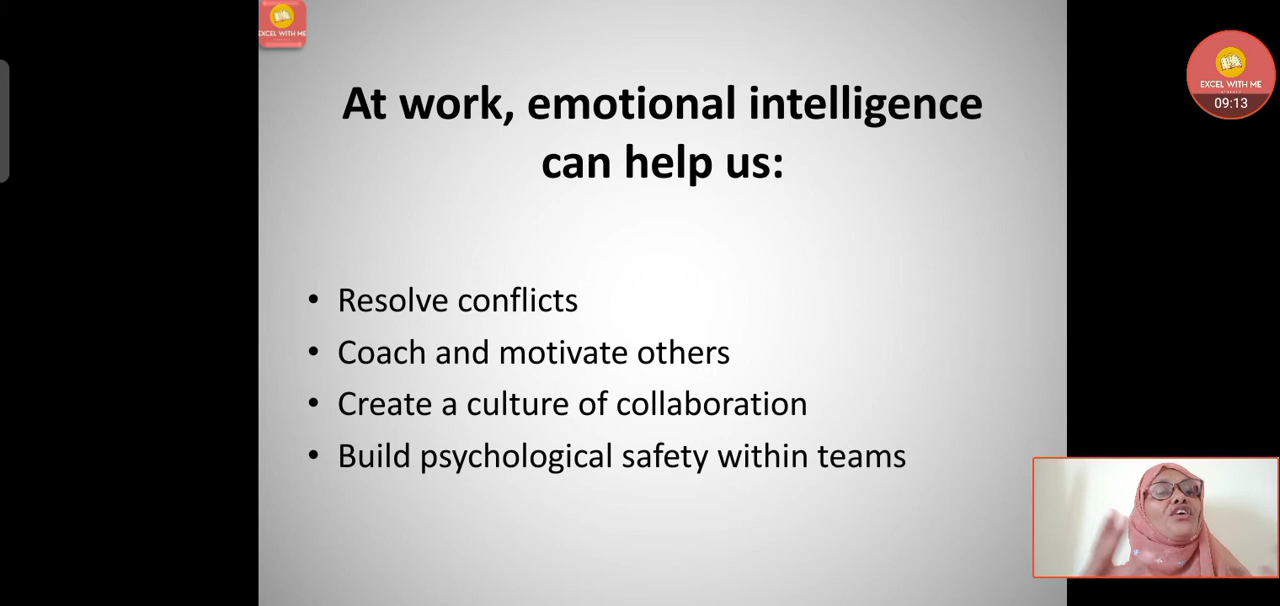 EXCEL WITH ME
At work, emotional intelligence
can help us:
• Resolve conflicts
• Coach and motivate others
• Create a culture of collaboration
• Build psychological safety within teams
EXCEL WITH ME
09:13